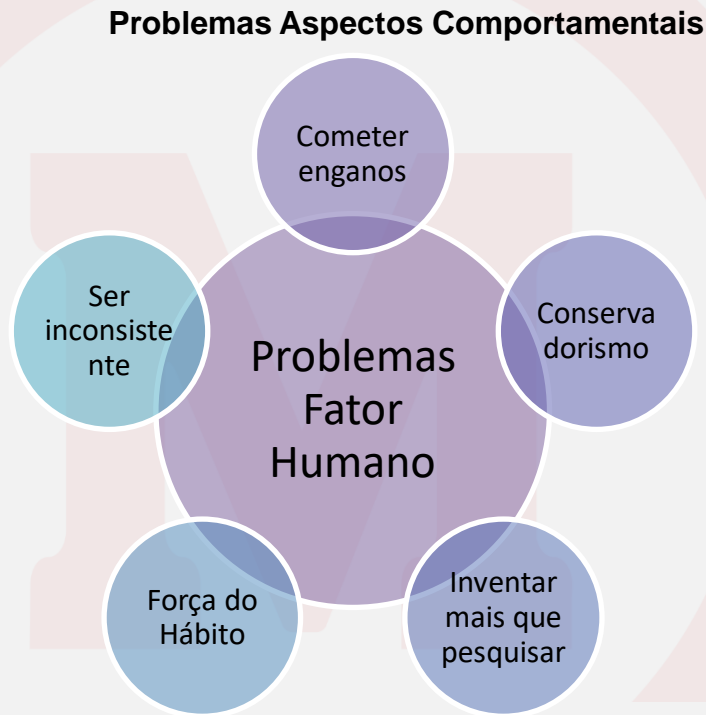 Problemas Aspectos Comportamentais
Cometer
enganos
Conserva
dorismo
Inventar
mais que
pesquisar
Força do
Hábito
Ser
inconsiste
nte
Problemas
Fator
Humano